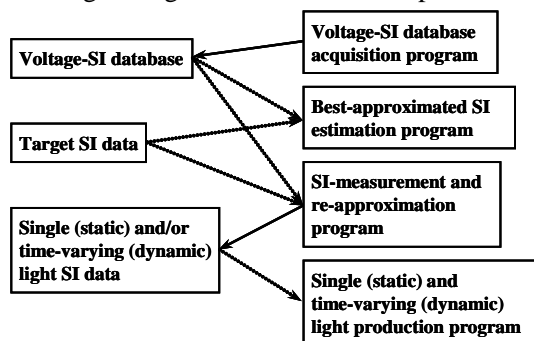 Voltage-SI database
Voltage-SI database
acquisition program
Best-approximated SI
estimation program
Target SI data
SI-measurement and
re-approximation
program
Single (static) and/or
time-varying (dynamic)
light SI data
Single (static) and
time-varying (dynamic)
light production program